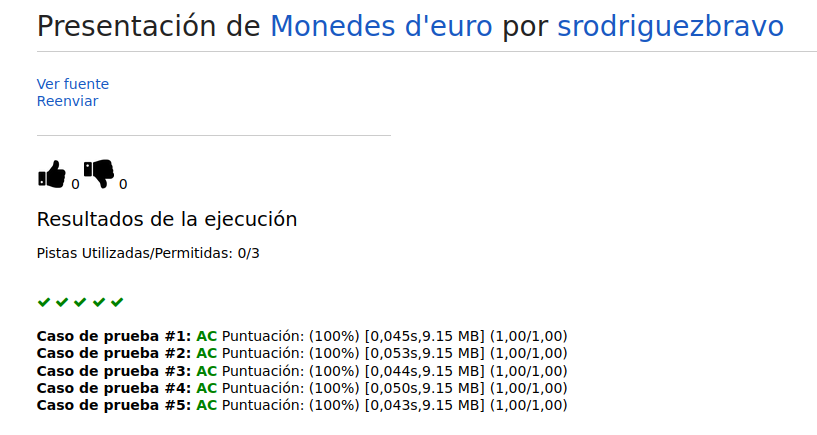 Presentación de Monedes d'euro por srodriguezbravo
Ver fuente
Reenviar
0 0
Resultados de la ejecución
Pistas Utilizadas/Permitidas: 0/3
Caso de prueba #1: AC Puntuación: (100%) [0,045s,9.15 MB] (1,00/1,00)
Caso de prueba #2: AC Puntuación: (100%) [0,053s,9.15 MB] (1,00/1,00)
Caso de prueba #3: AC Puntuación: (100%) [0,044s,9.15 MB] (1,00/1,00)
Caso de prueba #4: AC Puntuación: (100%) [0,050s,9.15 MB] (1,00/1,00)
Caso de prueba #5: AC Puntuación: (100%) [0,043s,9.15 MB] (1,00/1,00)